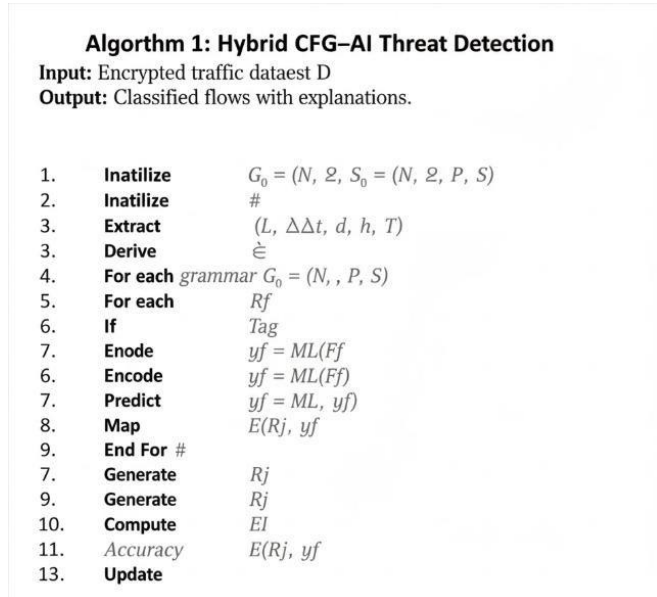 Algorthm 1: Hybrid CFG–AI Threat Detection
Input: Encrypted traffic dataest D
Output: Classified flows with explanations.
1. Inatilize G₀ = (N, 2, S₀ = (N, 2, P, S)
2. Inatilize #
3. Extract (L, ΔΔt, d, h, T)
3. Derive è
4. For each grammar G₀ = (N, , P, S)
5. For each Rf
6. If Tag
7. Enode yf = ML(Ff
6. Encode yf = ML(Ff)
7. Predict yf = ML, yf)
8. Map E(Rj, yf
9. End For #
7. Generate Rj
9. Generate Rj
10. Compute EI
11. Accuracy E(Rj, yf
13. Update